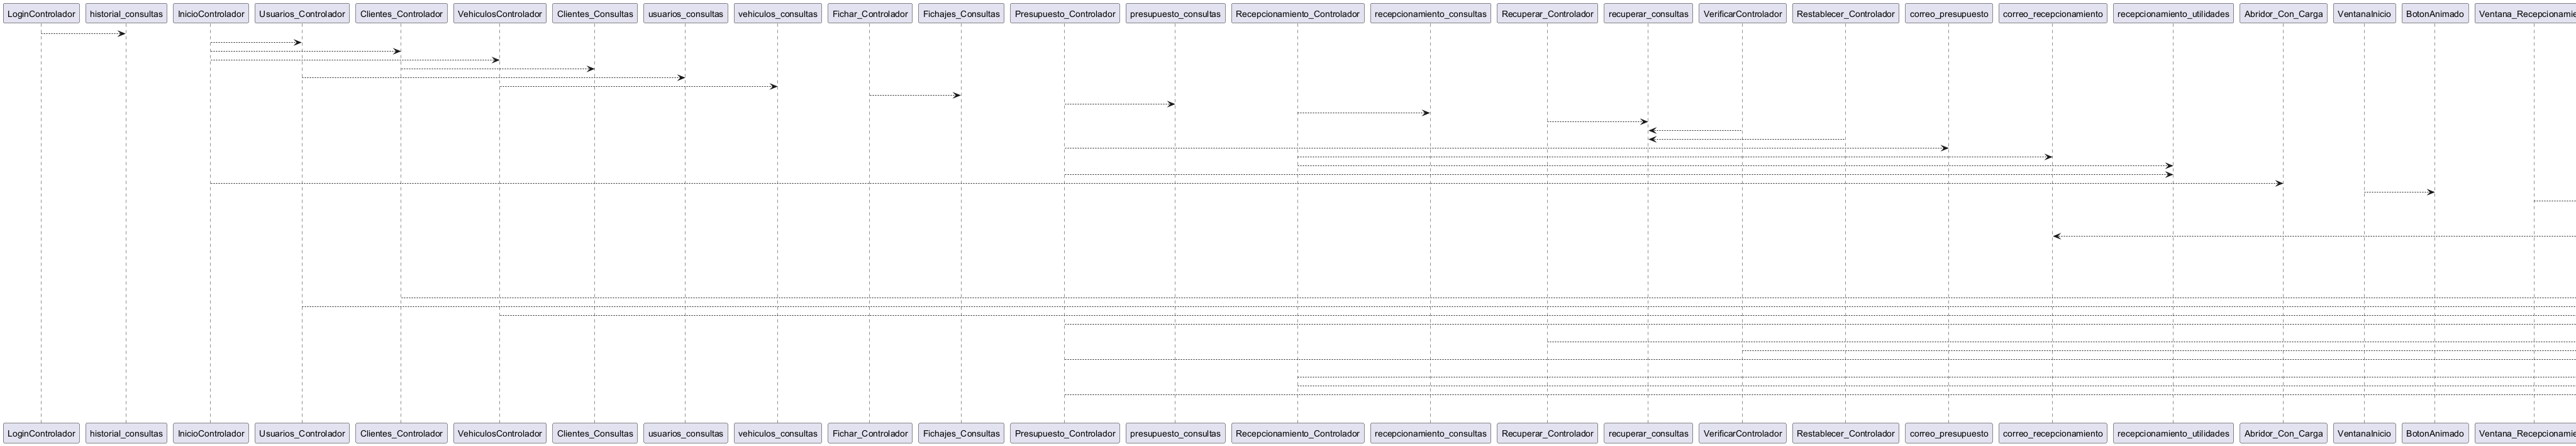 LoginControlador historial_consultas InicioControlador Usuarios_Controlador Clientes_Controlador VehiculosControlador Clientes_Consultas usuarios_consultas vehiculos_consultas Fichar_Controlador Fichajes_Consultas Presupuesto_Controlador presupuesto_consultas Recepcionamiento_Controlador recepcionamiento_consultas Recuperar_Controlador recuperar_consultas VerificarControlador Restablecer_Controlador correo_presupuesto correo_recepcionamiento recepcionamiento_utilidades Abridor_Con_Carga VentanaInicio BotonAnimado Ventana_Recepcionamie
LoginControlador historial_consultas InicioControlador Usuarios_Controlador Clientes_Controlador VehiculosControlador Clientes_Consultas usuarios_consultas vehiculos_consultas Fichar_Controlador Fichajes_Consultas Presupuesto_Controlador presupuesto_consultas Recepcionamiento_Controlador recepcionamiento_consultas Recuperar_Controlador recuperar_consultas VerificarControlador Restablecer_Controlador correo_presupuesto correo_recepcionamiento recepcionamiento_utilidades Abridor_Con_Carga VentanaInicio BotonAnimado Ventana_Recepcionamie